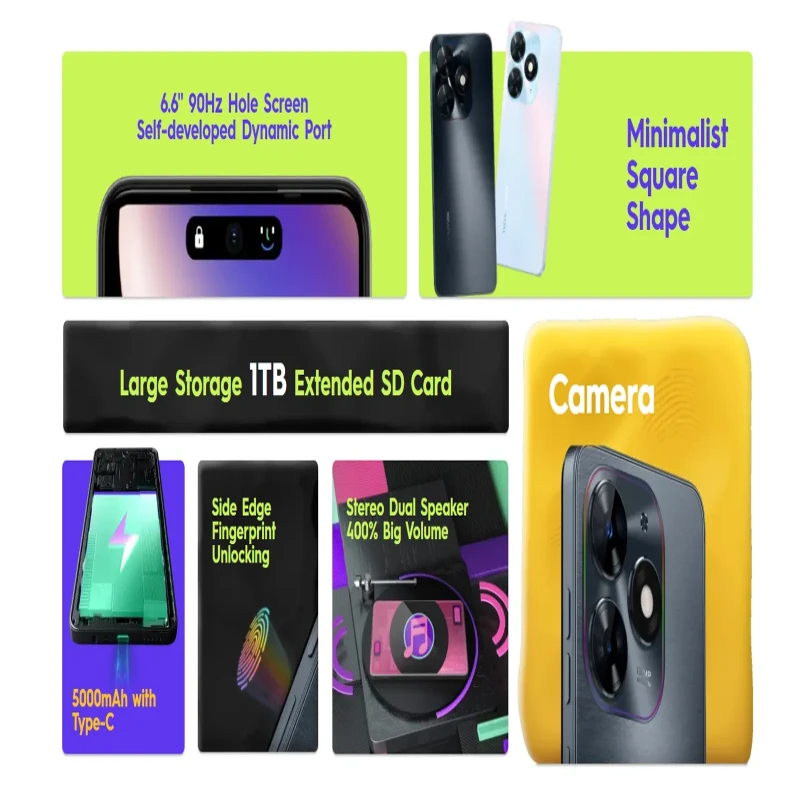 6.6" 90Hz Hole Screen
Self-developed Dynamic Port
Minimalist
Square
Shape
Large Storage 1TB Extended SD Card
Camera
5000mAh with
Type-C
Side Edge
Fingerprint
Unlocking
Stereo Dual Speaker
400% Big Volume